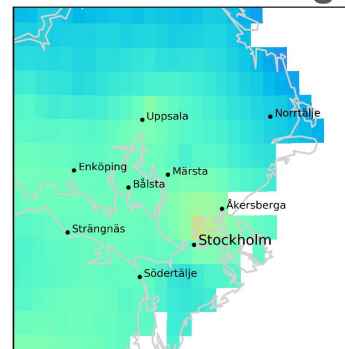 Uppsala
Norrtälje
Enköping
Märsta
Bålsta
Åkersberga
Strängnäs
Stockholm
Södertälje